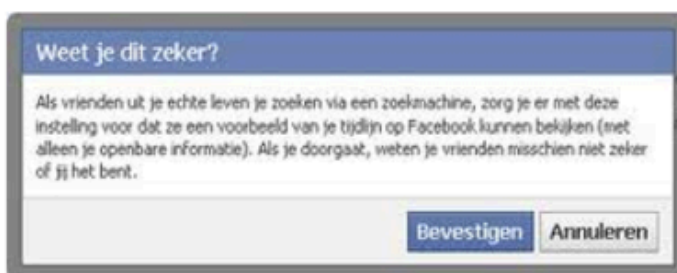 Weet je dit zeker?
Als vrienden uit je echte leven je zoeken via een zoekmachine, zorg je er met deze
instelling voor dat ze een voorbeeld van je tijdlijn op Facebook kunnen bekijken (met
alleen je openbare informatie). Als je doorgaat, weten je vrienden misschien niet zeker
of jij het bent.
Bevestigen Annuleren